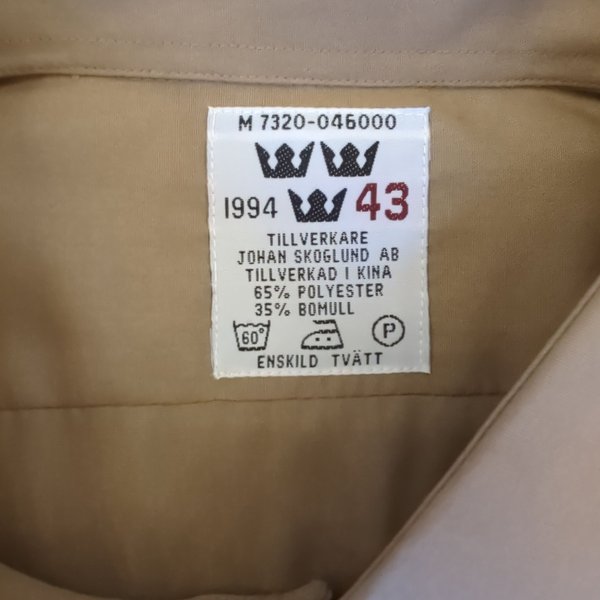 M 7320-046000
1994 43
TILLVERKARE
JOHAN SKOGLUND AB
TILLVERKAD I KINA
65% POLYESTER
35% BOMULL
60° P
ENSKILD TVÄTT